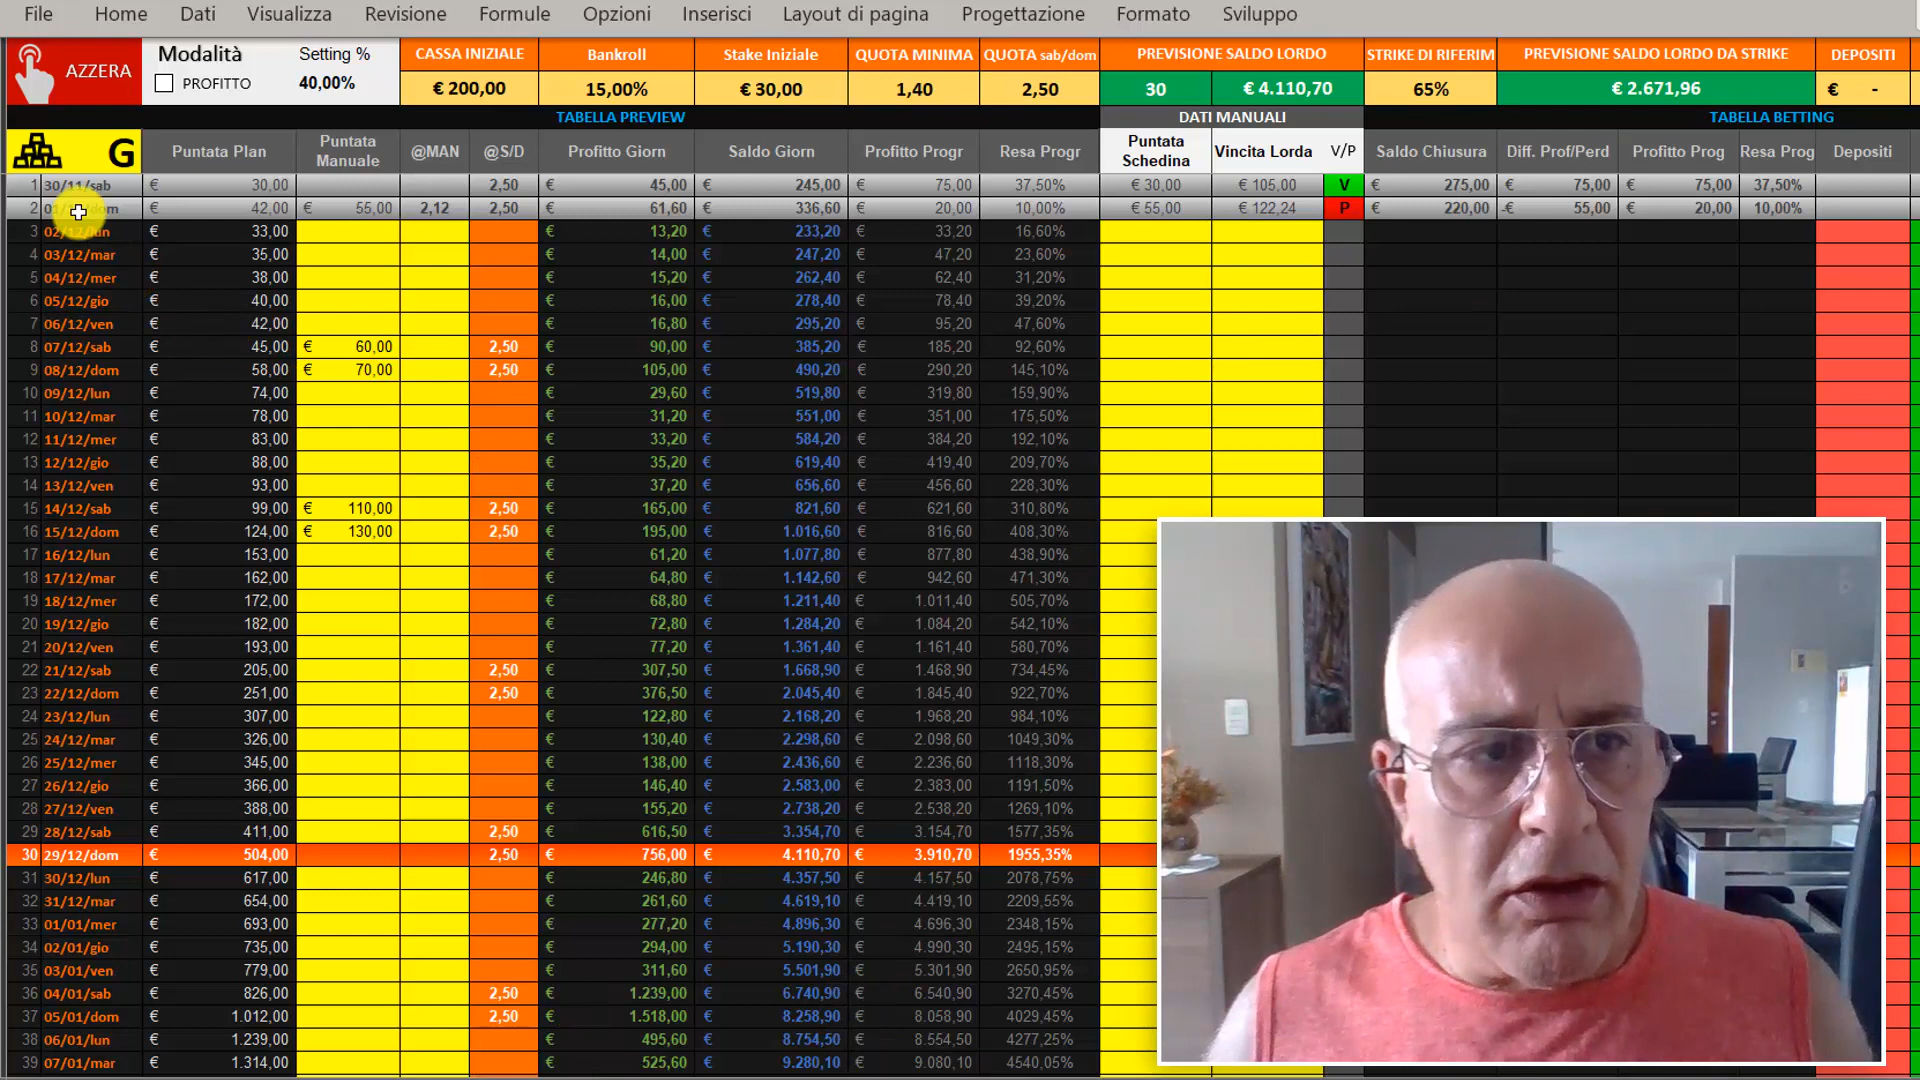 File Home Dati Visualizza Revisione Formule Opzioni Inserisci Layout di pagina Progettazione Formato Sviluppo
AZZERA Modalità Setting % CASSA INIZIALE Bankroll Stake Iniziale QUOTA MINIMA QUOTA sab/dom PREVISIONE SALDO LORDO STRIKE DI RIFERIM PREVISIONE SALDO LORDO DA STRIKE DEPOSITI
PROFITTO 40,00% € 200,00 15,00% € 30,00 1,40 2,50 30 € 4.110,70 65% € 2.671,96 € -
TABELLA PREVIEW DATI MANUALI TABELLA BETTING
G Puntata Plan Puntata Manuale @MAN @S/D Profitto Giorn Saldo Giorn Profitto Progr Resa Progr Puntata Schedina Vincita Lorda V/P Saldo Chiusura Diff. Prof/Perd Profitto Prog Resa Prog Depositi
1 30/11/sab € 30,00 2,50 € 45,00 € 245,00 € 75,00 37,50% € 30,00 € 105,00 V € 275,00 € 75,00 € 75,00 37,50%
2 € 42,00 € 55,00 2,12 2,50 € 61,60 € 336,60 € 20,00 10,00% € 55,00 € 122,24 P € 220,00 -€ 55,00 € 20,00 10,00%
3 02/12/lun € 33,00 € 13,20 € 233,20 € 33,20 16,60%
4 03/12/mar € 35,00 € 14,00 € 247,20 € 47,20 23,60%
5 04/12/mer € 38,00 € 15,20 € 262,40 € 62,40 31,20%
6 05/12/gio € 40,00 € 16,00 € 278,40 € 78,40 39,20%
7 06/12/ven € 42,00 € 16,80 € 295,20 € 95,20 47,60%
8 07/12/sab € 45,00 € 60,00 2,50 € 90,00 € 385,20 € 185,20 92,60%
9 08/12/dom € 58,00 € 70,00 2,50 € 105,00 € 490,20 € 290,20 145,10%
10 09/12/lun € 74,00 € 29,60 € 519,80 € 319,80 159,90%
11 10/12/mar € 78,00 € 31,20 € 551,00 € 351,00 175,50%
12 11/12/mer € 83,00 € 33,20 € 584,20 € 384,20 192,10%
13 12/12/gio € 88,00 € 35,20 € 619,40 € 419,40 209,70%
14 13/12/ven € 93,00 € 37,20 € 656,60 € 456,60 228,30%
15 14/12/sab € 99,00 € 110,00 2,50 € 165,00 € 821,60 € 621,60 310,80%
16 15/12/dom € 124,00 € 130,00 2,50 € 195,00 € 1.016,60 € 816,60 408,30%
17 16/12/lun € 153,00 € 61,20 € 1.077,80 € 877,80 438,90%
18 17/12/mar € 162,00 € 64,80 € 1.142,60 € 942,60 471,30%
19 18/12/mer € 172,00 € 68,80 € 1.211,40 € 1.011,40 505,70%
20 19/12/gio € 182,00 € 72,80 € 1.284,20 € 1.084,20 542,10%
21 20/12/ven € 193,00 € 77,20 € 1.361,40 € 1.161,40 580,70%
22 21/12/sab € 205,00 2,50 € 307,50 € 1.668,90 € 1.468,90 734,45%
23 22/12/dom € 251,00 2,50 € 376,50 € 2.045,40 € 1.845,40 922,70%
24 23/12/lun € 307,00 € 122,80 € 2.168,20 € 1.968,20 984,10%
25 24/12/mar € 326,00 € 130,40 € 2.298,60 € 2.098,60 1049,30%
26 25/12/mer € 345,00 € 138,00 € 2.436,60 € 2.236,60 1118,30%
27 26/12/gio € 366,00 € 146,40 € 2.583,00 € 2.383,00 1191,50%
28 27/12/ven € 388,00 € 155,20 € 2.738,20 € 2.538,20 1269,10%
29 28/12/sab € 411,00 2,50 € 616,50 € 3.354,70 € 3.154,70 1577,35%
30 29/12/dom € 504,00 2,50 € 756,00 € 4.110,70 € 3.910,70 1955,35%
31 30/12/lun € 617,00 € 246,80 € 4.357,50 € 4.157,50 2078,75%
32 31/12/mar € 654,00 € 261,60 € 4.619,10 € 4.419,10 2209,55%
33 01/01/mer € 693,00 € 277,20 € 4.896,30 € 4.696,30 2348,15%
34 02/01/gio € 735,00 € 294,00 € 5.190,30 € 4.990,30 2495,15%
35 03/01/ven € 779,00 € 311,60 € 5.501,90 € 5.301,90 2650,95%
36 04/01/sab € 826,00 2,50 € 1.239,00 € 6.740,90 € 6.540,90 3270,45%
37 05/01/dom € 1.012,00 2,50 € 1.518,00 € 8.258,90 € 8.058,90 4029,45%
38 06/01/lun € 1.239,00 € 495,60 € 8.754,50 € 8.554,50 4277,25%
39 07/01/mar € 1.314,00 € 525,60 € 9.280,10 € 9.080,10 4540,05%